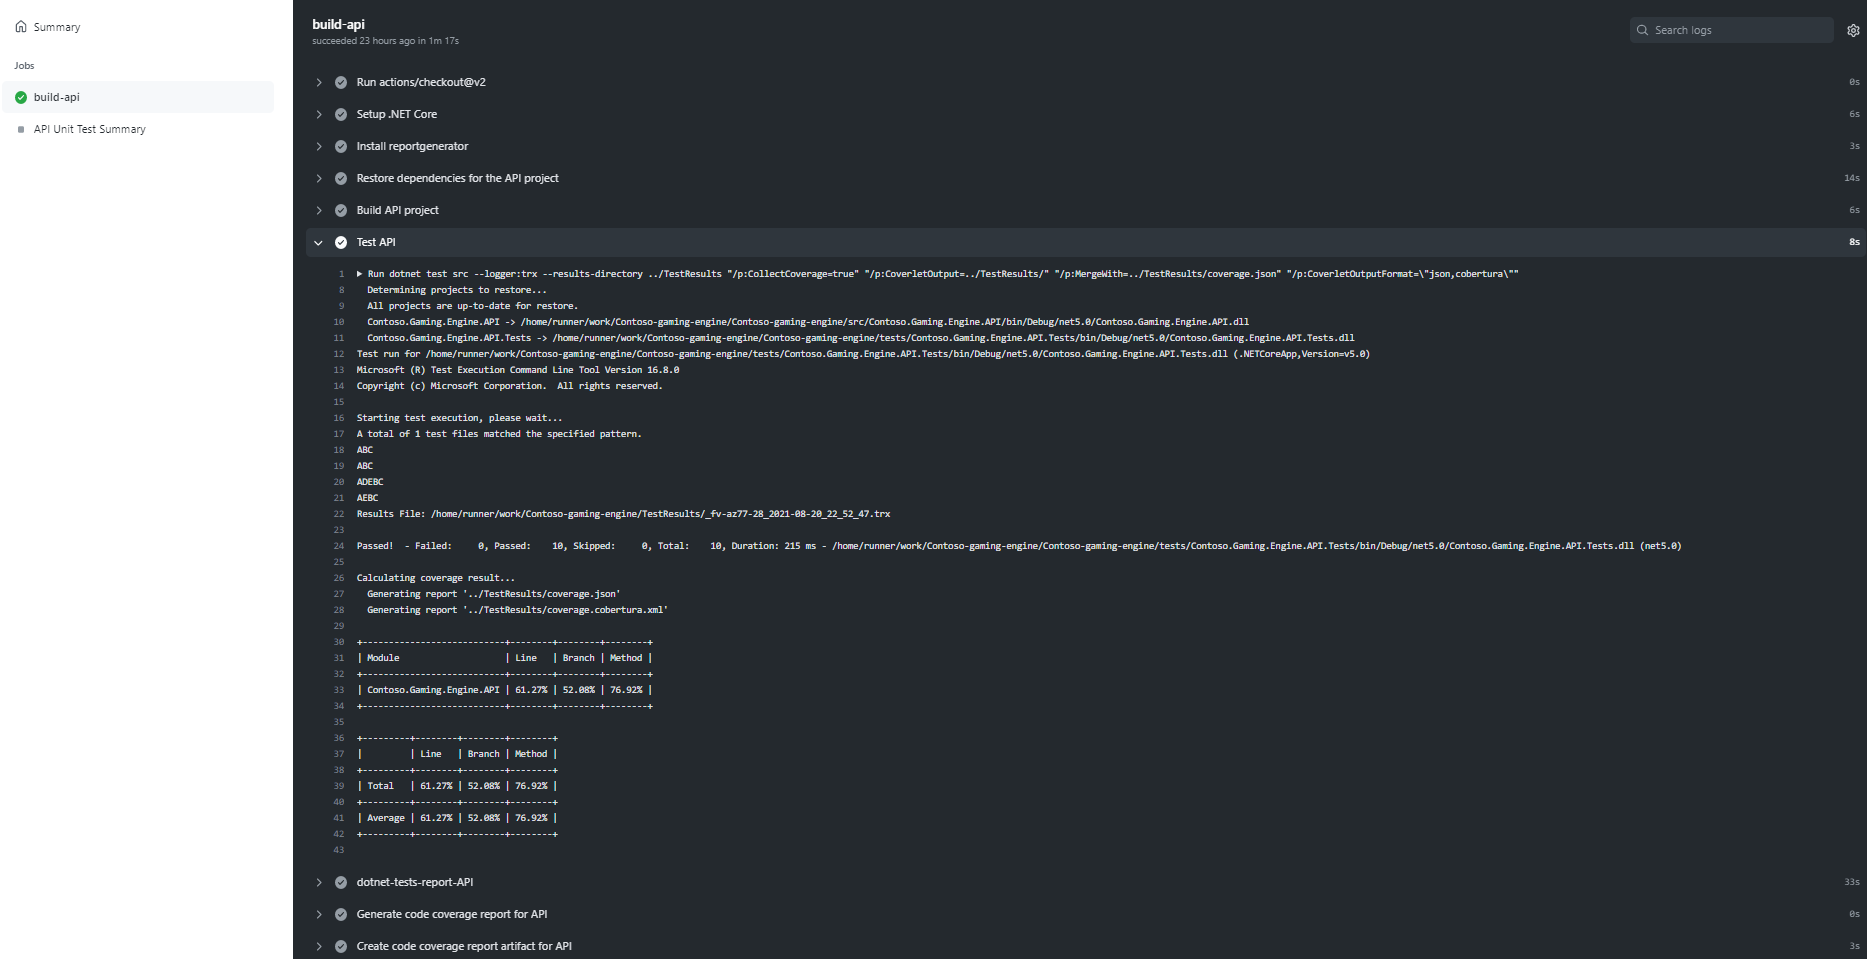 Summary
Jobs
build-api
API Unit Test Summary
build-api
succeeded 23 hours ago in 1m 17s
Search logs
Run actions/checkout@v2 0s
Setup .NET Core 6s
Install reportgenerator 3s
Restore dependencies for the API project 14s
Build API project 6s
Test API 8s
1 Run dotnet test src --logger:trx --results-directory ../TestResults "/p:CollectCoverage=true" "/p:CoverletOutput=../TestResults/" "/p:MergeWith=../TestResults/coverage.json" "/p:CoverletOutputFormat=\"json,cobertura\""
8 Determining projects to restore...
9 All projects are up-to-date for restore.
10 Contoso.Gaming.Engine.API -> /home/runner/work/Contoso-gaming-engine/Contoso-gaming-engine/src/Contoso.Gaming.Engine.API/bin/Debug/net5.0/Contoso.Gaming.Engine.API.dll
11 Contoso.Gaming.Engine.API.Tests -> /home/runner/work/Contoso-gaming-engine/Contoso-gaming-engine/tests/Contoso.Gaming.Engine.API.Tests/bin/Debug/net5.0/Contoso.Gaming.Engine.API.Tests.dll
12 Test run for /home/runner/work/Contoso-gaming-engine/Contoso-gaming-engine/tests/Contoso.Gaming.Engine.API.Tests/bin/Debug/net5.0/Contoso.Gaming.Engine.API.Tests.dll (.NETCoreApp,Version=v5.0)
13 Microsoft (R) Test Execution Command Line Tool Version 16.8.0
14 Copyright (c) Microsoft Corporation.  All rights reserved.
15
16 Starting test execution, please wait...
17 A total of 1 test files matched the specified pattern.
18 ABC
19 ABC
20 ADEBC
21 AEBC
22 Results File: /home/runner/work/Contoso-gaming-engine/TestResults/_fv-az77-28_2021-08-20_22_52_47.trx
23
24 Passed!  - Failed:     0, Passed:    10, Skipped:     0, Total:    10, Duration: 215 ms - /home/runner/work/Contoso-gaming-engine/Contoso-gaming-engine/tests/Contoso.Gaming.Engine.API.Tests/bin/Debug/net5.0/Contoso.Gaming.Engine.API.Tests.dll (net5.0)
25
26 Calculating coverage result...
27 Generating report '../TestResults/coverage.json'
28 Generating report '../TestResults/coverage.cobertura.xml'
29
30 +---------------------------+--------+--------+--------+
31 | Module                    | Line   | Branch | Method |
32 +---------------------------+--------+--------+--------+
33 | Contoso.Gaming.Engine.API | 61.27% | 52.08% | 76.92% |
34 +---------------------------+--------+--------+--------+
35
36 +---------+--------+--------+--------+
37 |         | Line   | Branch | Method |
38 +---------+--------+--------+--------+
39 | Total   | 61.27% | 52.08% | 76.92% |
40 +---------+--------+--------+--------+
41 | Average | 61.27% | 52.08% | 76.92% |
42 +---------+--------+--------+--------+
43
dotnet-tests-report-API 33s
Generate code coverage report for API 0s
Create code coverage report artifact for API 3s